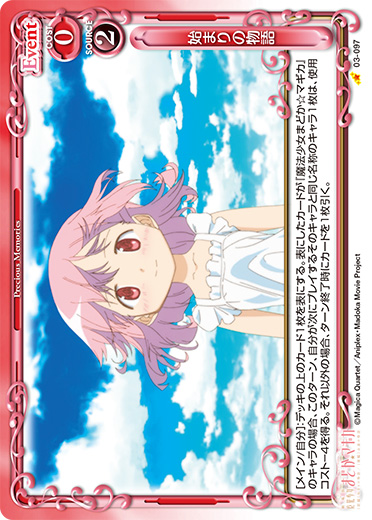 Event
COST
0
SOURCE
2
始まりの物語
Precious Memories
[メイン/自分]:デッキの上のカード1枚を表にする。表にしたカードが「魔法少女まどか☆マギカ」
のキャラの場合、このターン、自分が次にプレイするそのキャラと同じ名称のキャラ1枚は、使用
コスト-4を得る。それ以外の場合、ターン終了時にカードを1枚引く。
©Magica Quartet／Aniplex・Madoka Movie Project
03-097